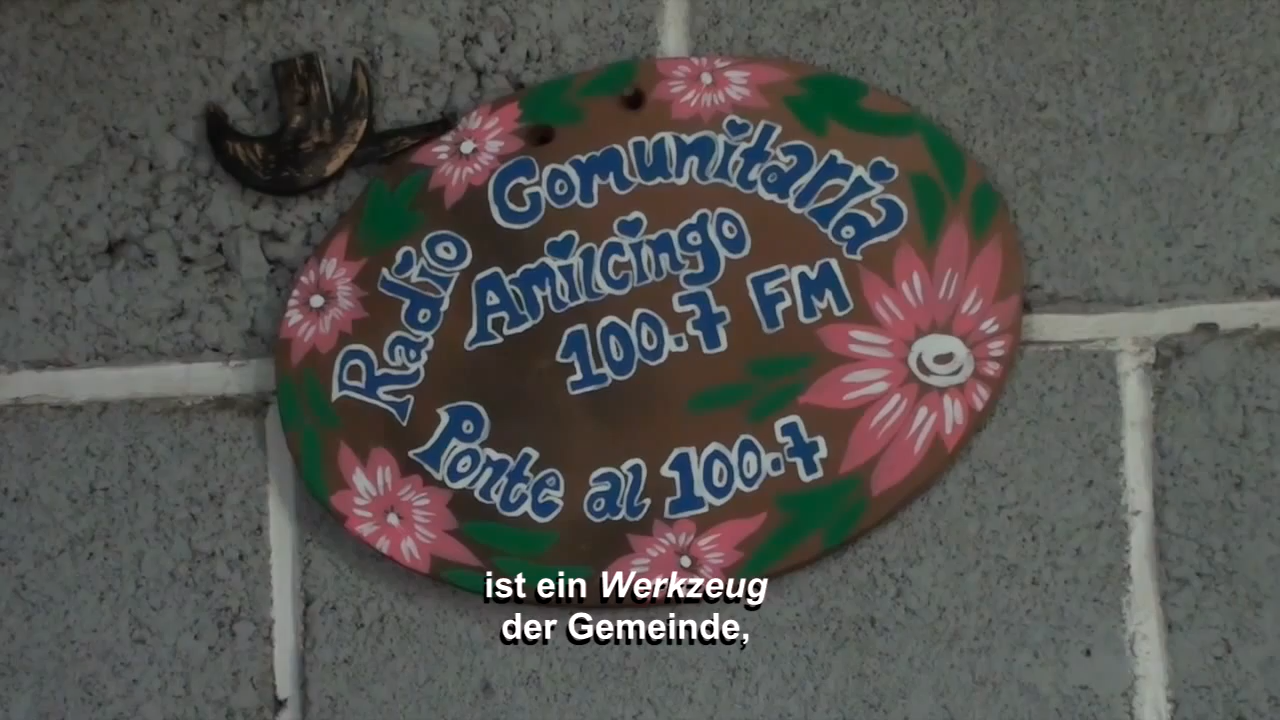 Radio Comunitaria
Amilcingo
100.7 FM
Ponte al 100.7
ist ein Werkzeug
der Gemeinde,